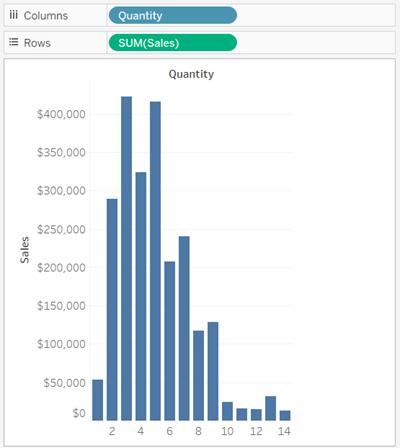 Columns Quantity
Rows SUM(Sales)
Quantity
Sales
$400,000
$350,000
$300,000
$250,000
$200,000
$150,000
$100,000
$50,000
$0
2 4 6 8 10 12 14